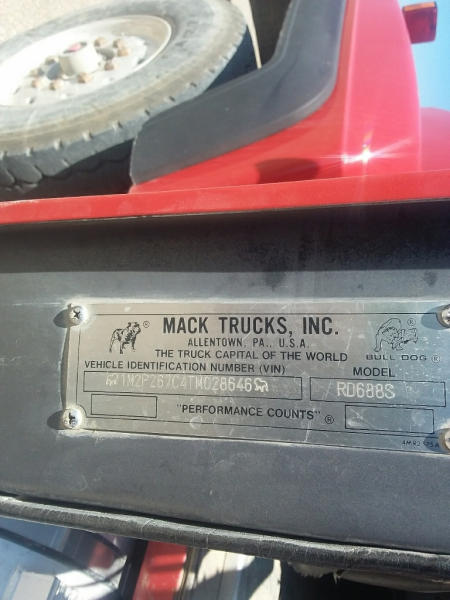 MACK TRUCKS, INC.
ALLENTOWN, PA., U.S.A.
THE TRUCK CAPITAL OF THE WORLD
BULL DOG ®
VEHICLE IDENTIFICATION NUMBER (VIN)
MODEL
1M2P267C4TM028646
RD688S
"PERFORMANCE COUNTS" ®